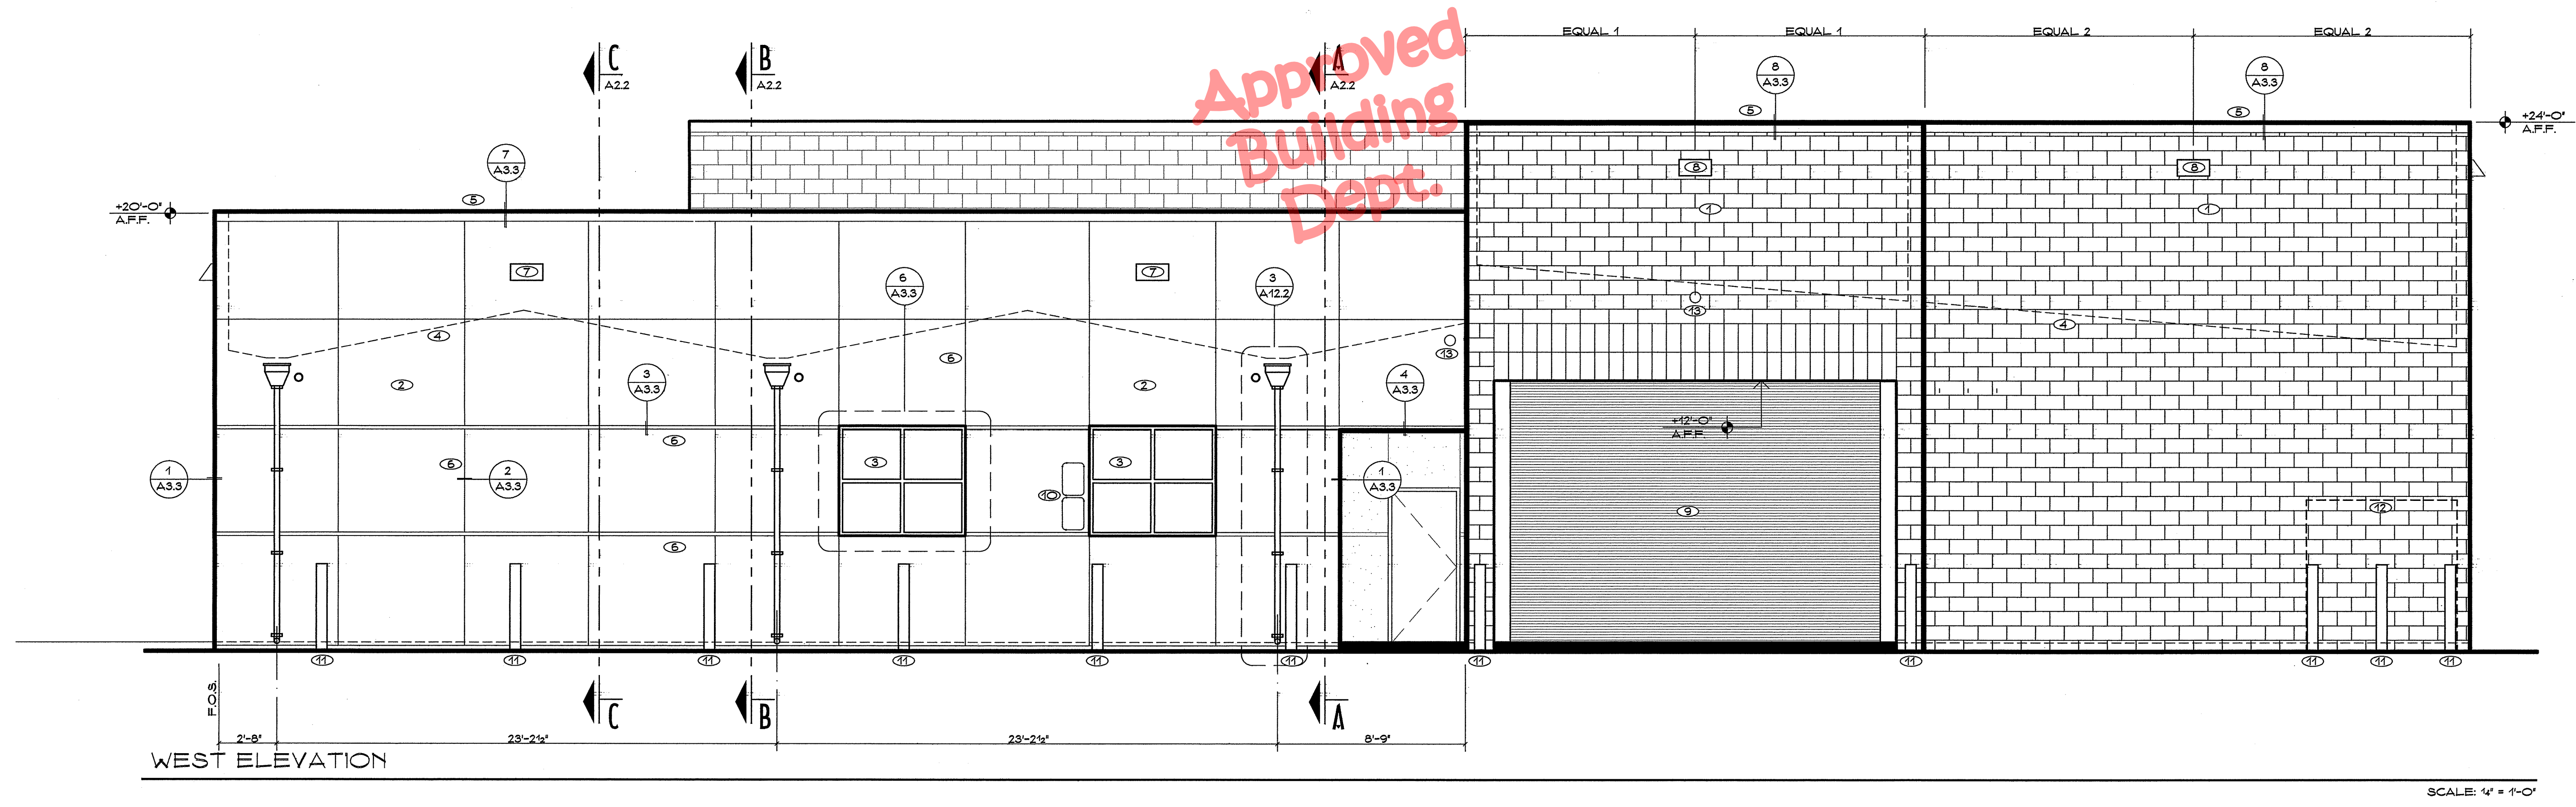 EQUAL 1
EQUAL 1
EQUAL 2
EQUAL 2
C
A2.2
B
A2.2
A
A2.2
Approved
Building
Dept.
8
A3.3
8
A3.3
5
5
+24'-0"
A.F.F.
7
A3.3
5
+20'-0"
A.F.F.
8
8
1
1
7
7
6
A3.3
3
A12.2
13
4
4
6
13
2
3
A3.3
2
4
A3.3
+12'-0"
A.F.F.
6
6
3
3
1
A3.3
2
A3.3
10
1
A3.3
9
12
6
11
11
11
11
11
11
11
11
11
11
11
F.O.S.
C
B
A
2'-8"
23'-2½"
23'-2½"
8'-9"
WEST ELEVATION
SCALE: ¼" = 1'-0"